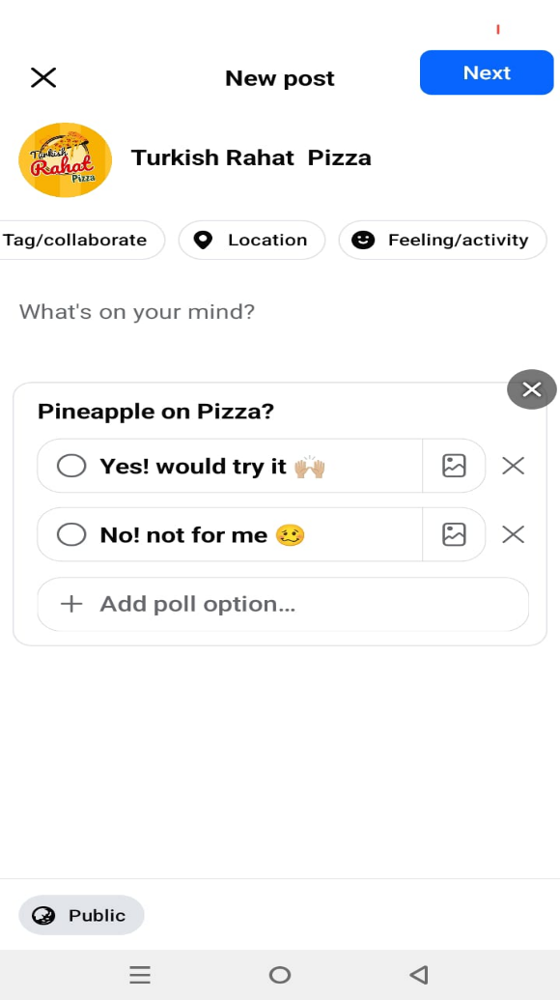 New post
Next
Turkish
Rahat
Pizza
Turkish Rahat Pizza
Tag/collaborate
Location
Feeling/activity
What's on your mind?
Pineapple on Pizza?
Yes! would try it 🙌🏼
No! not for me 🥴
Add poll option...
Public